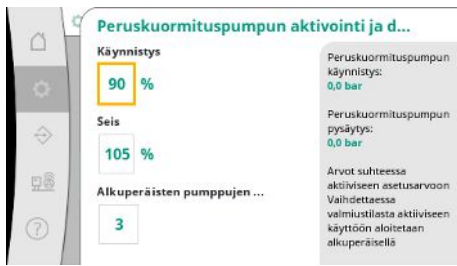 Peruskuormituspumpun aktivointi ja d...
Käynnistys
90 %
Seis
105 %
Alkuperäisten pumppujen ...
3
Peruskuormituspumpun
käynnistys:
0,0 bar
Peruskuormituspumpun
pysäytys:
0,0 bar
Arvot suhteessa
aktiiviseen asetusarvoon
Vaihdettaessa
valmiustilasta aktiiviseen
käyttöön aloitetaan
alkuperäisellä